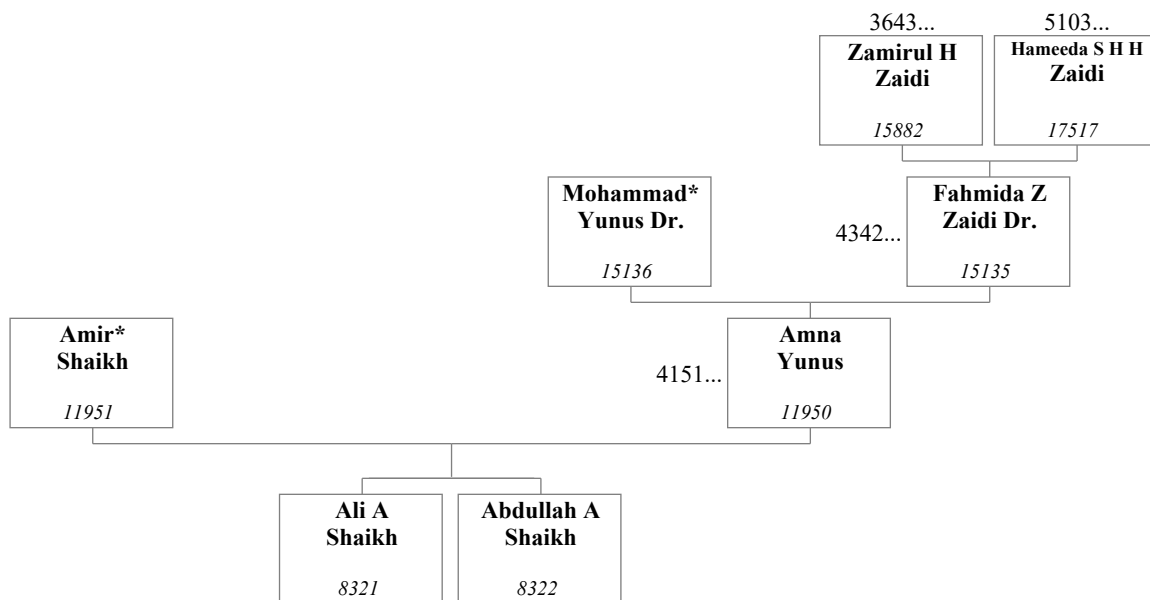 3643...
5103...
Zamirul H
Zaidi
15882
Hameeda S H H
Zaidi
17517
Mohammad*
Yunus Dr.
15136
4342...
Fahmida Z
Zaidi Dr.
15135
Amir*
Shaikh
11951
4151...
Amna
Yunus
11950
Ali A
Shaikh
8321
Abdullah A
Shaikh
8322